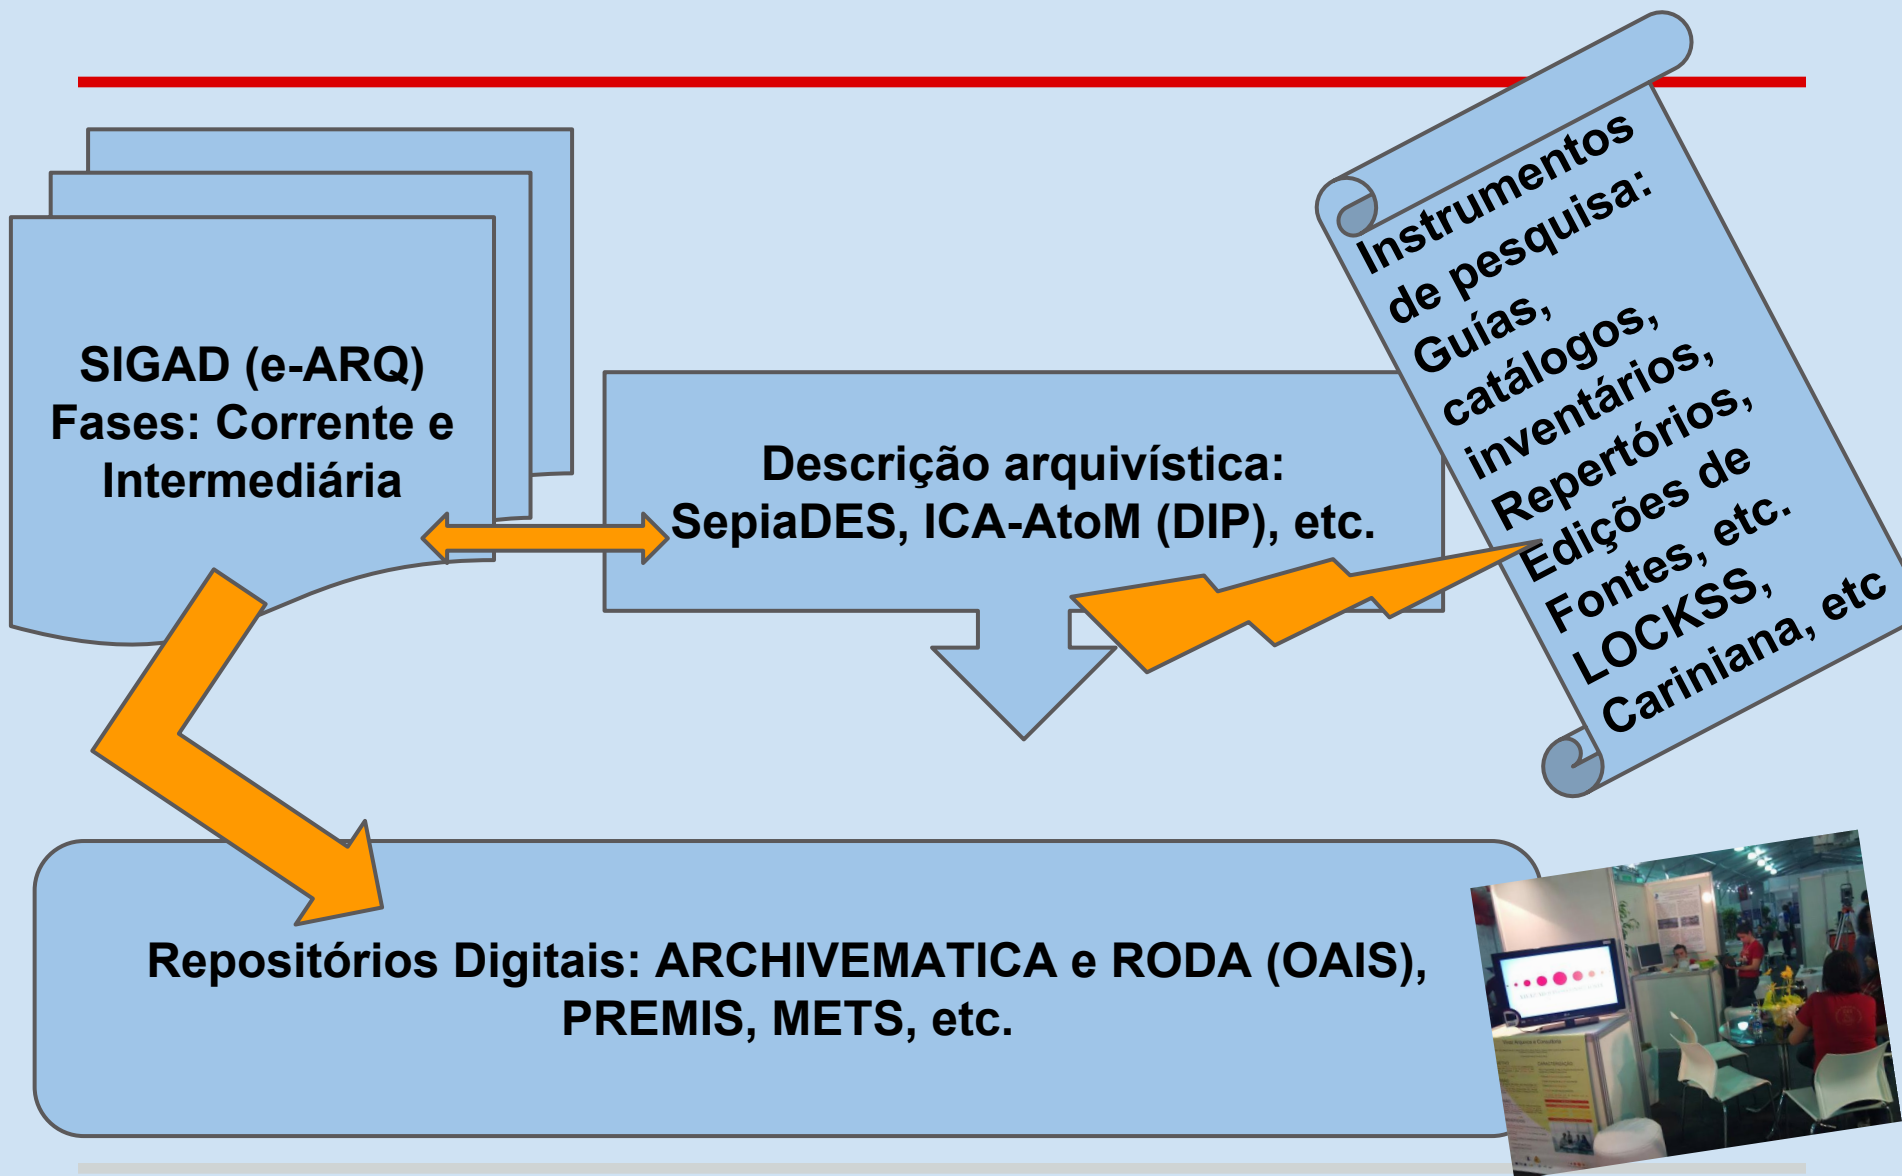 SIGAD (e-ARQ)
Fases: Corrente e
Intermediária
Descrição arquivística:
SepiaDES, ICA-AtoM (DIP), etc.
Instrumentos
de pesquisa:
Guías,
catálogos,
inventários,
Repertórios,
Edições de
Fontes, etc.
LOCKSS,
Cariniana, etc
Repositórios Digitais: ARCHIVEMATICA e RODA (OAIS),
PREMIS, METS, etc.